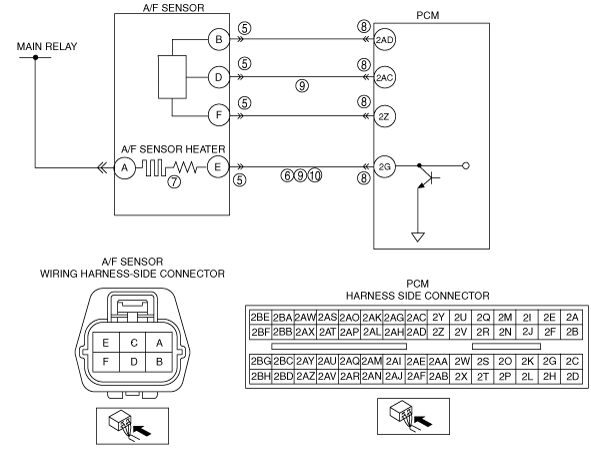 A/F SENSOR
PCM
MAIN RELAY
B ⑤ ⑧ 2AD
D ⑤ ⑨ ⑧ 2AC
F ⑤ ⑧ 2Z
A/F SENSOR HEATER
A ⑦ E ⑤ ⑥⑨⑩ ⑧ 2G
A/F SENSOR
WIRING HARNESS-SIDE CONNECTOR
E C A
F D B
PCM
HARNESS SIDE CONNECTOR
2BE 2BA 2AW 2AS 2AO 2AK 2AG 2AC 2Y 2U 2Q 2M 2I 2E 2A
2BF 2BB 2AX 2AT 2AP 2AL 2AH 2AD 2Z 2V 2R 2N 2J 2F 2B
2BG 2BC 2AY 2AU 2AQ 2AM 2AI 2AE 2AA 2W 2S 2O 2K 2G 2C
2BH 2BD 2AZ 2AV 2AR 2AN 2AJ 2AF 2AB 2X 2T 2P 2L 2H 2D